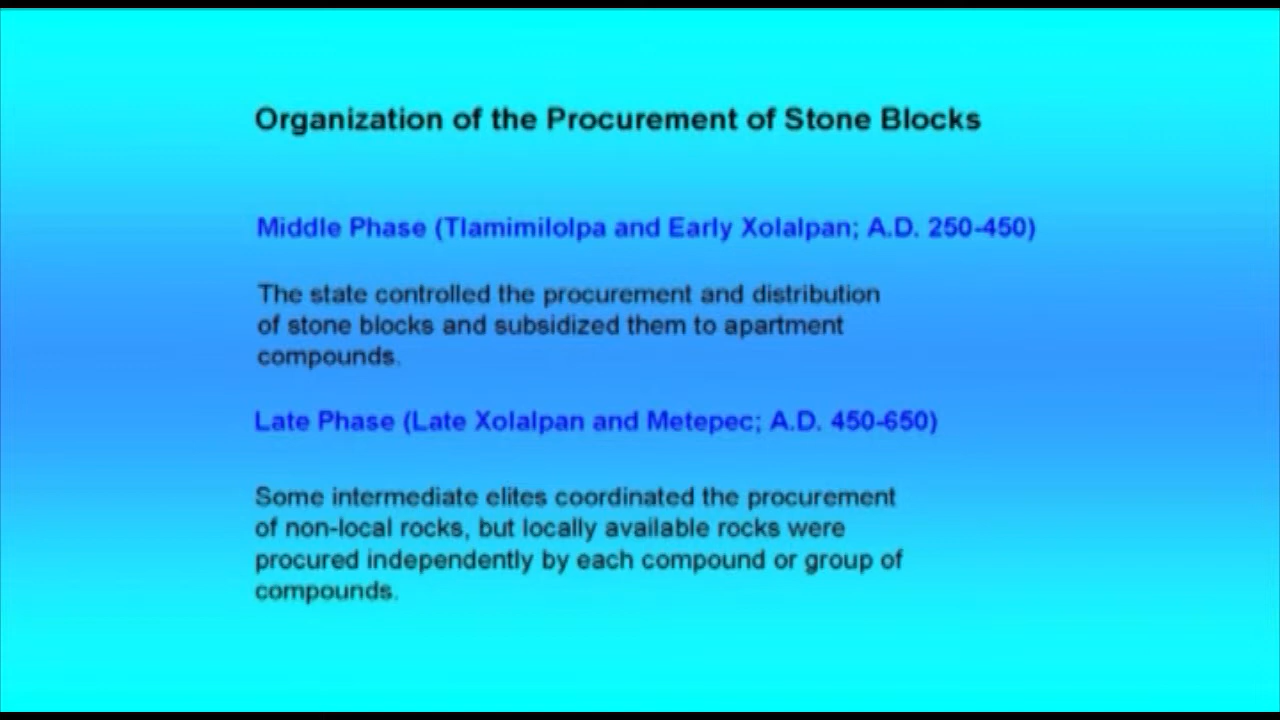 Organization of the Procurement of Stone Blocks
Middle Phase (Tlamimilolpa and Early Xolalpan; A.D. 250-450)
The state controlled the procurement and distribution
of stone blocks and subsidized them to apartment
compounds.
Late Phase (Late Xolalpan and Metepec; A.D. 450-650)
Some intermediate elites coordinated the procurement
of non-local rocks, but locally available rocks were
procured independently by each compound or group of
compounds.